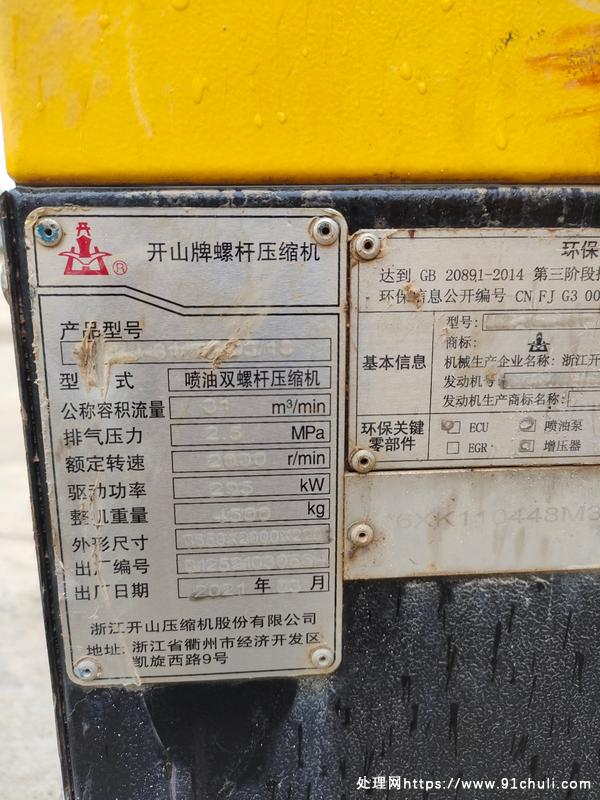 开山牌螺杆压缩机
®
产品型号
型 式 喷油双螺杆压缩机
公称容积流量 m³/min
排气压力 2.5 MPa
额定转速 2000 r/min
驱动功率 295 kW
整机重量 4500 kg
外形尺寸
出厂编号
出厂日期 2021 年 月
浙江开山压缩机股份有限公司
地址: 浙江省衢州市经济开发区
凯旋西路9号
环保
达到 GB 20891-2014 第三阶段
环保信息公开编号 CN FJ G3 00
型号:
商标:
基本信息
机械生产企业名称: 浙江开
发动机
发动机生产商标名称:
环保关键
零部件
ECU 喷油泵
EGR 增压器
处理网https://www.91chuli.com